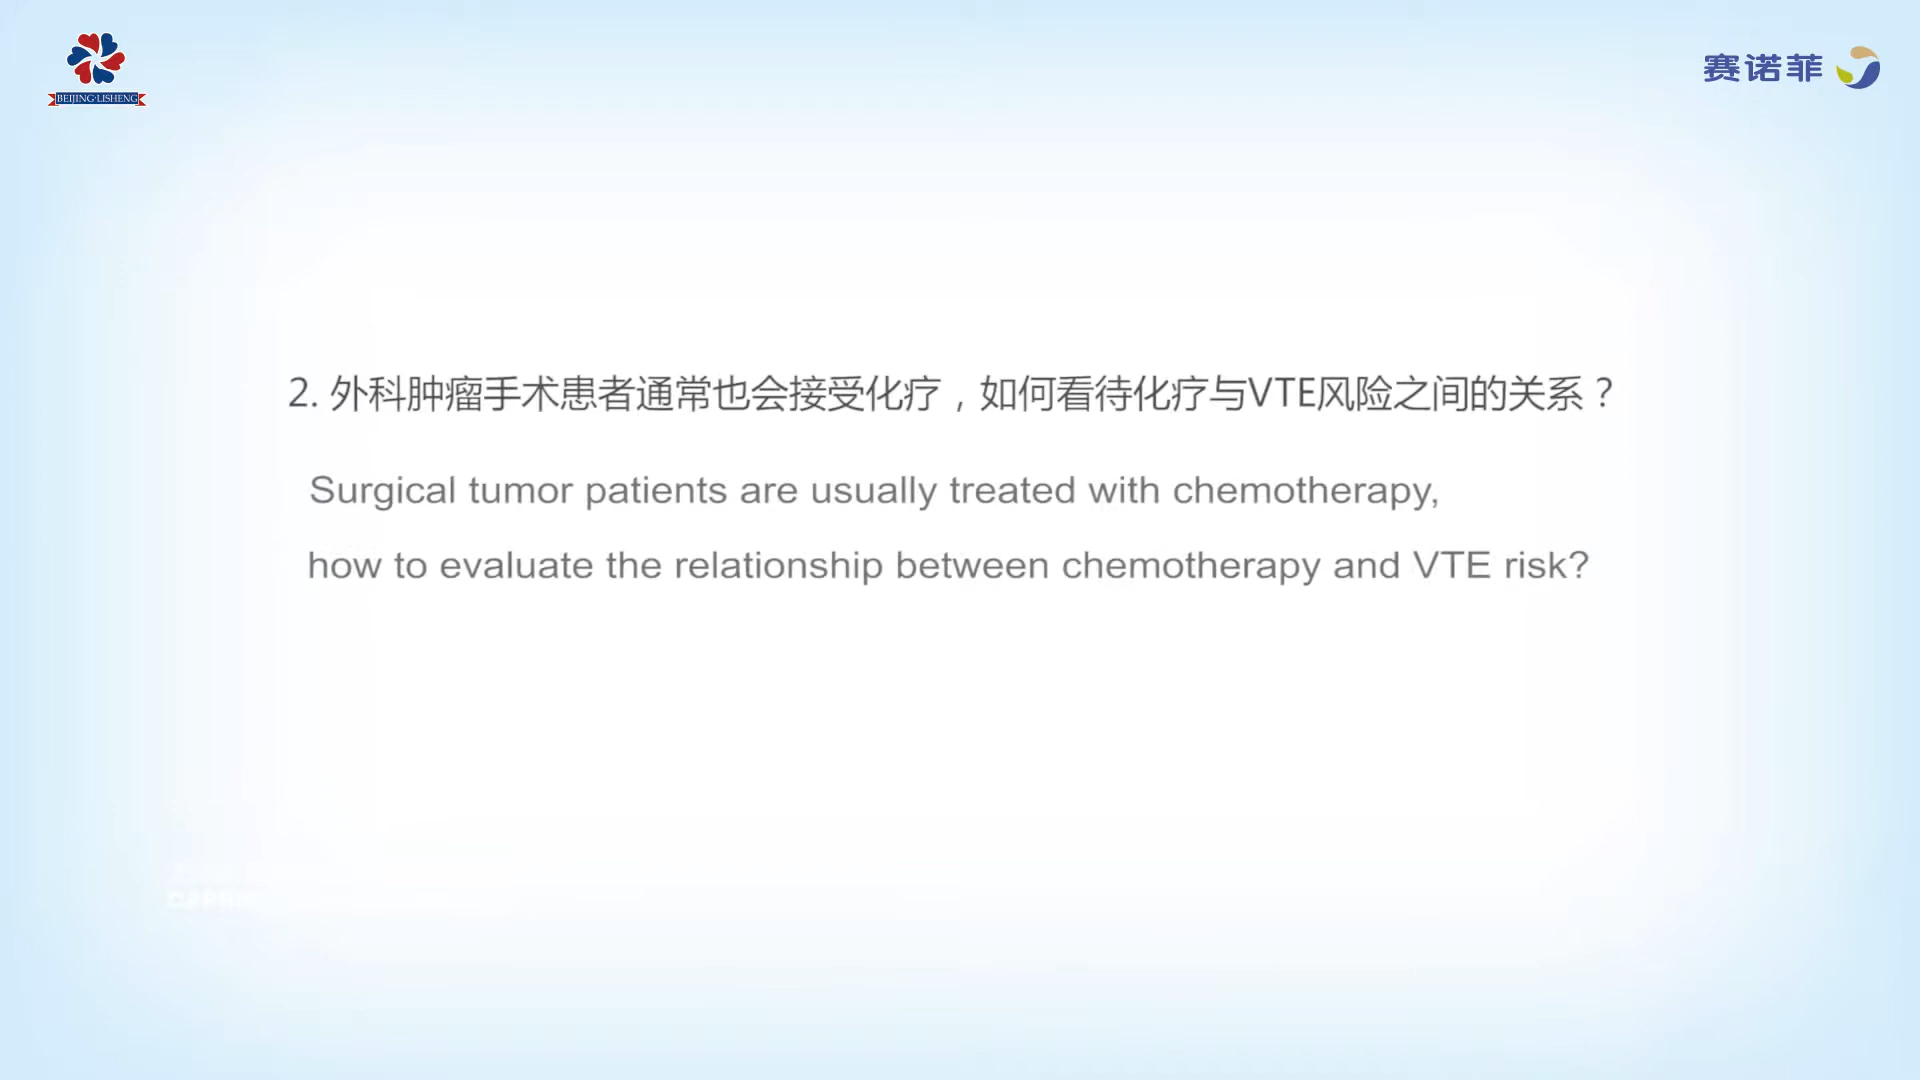 BEIJING·LISHENG
赛诺菲
2. 外科肿瘤手术患者通常也会接受化疗，如何看待化疗与VTE风险之间的关系？
Surgical tumor patients are usually treated with chemotherapy,
how to evaluate the relationship between chemotherapy and VTE risk?